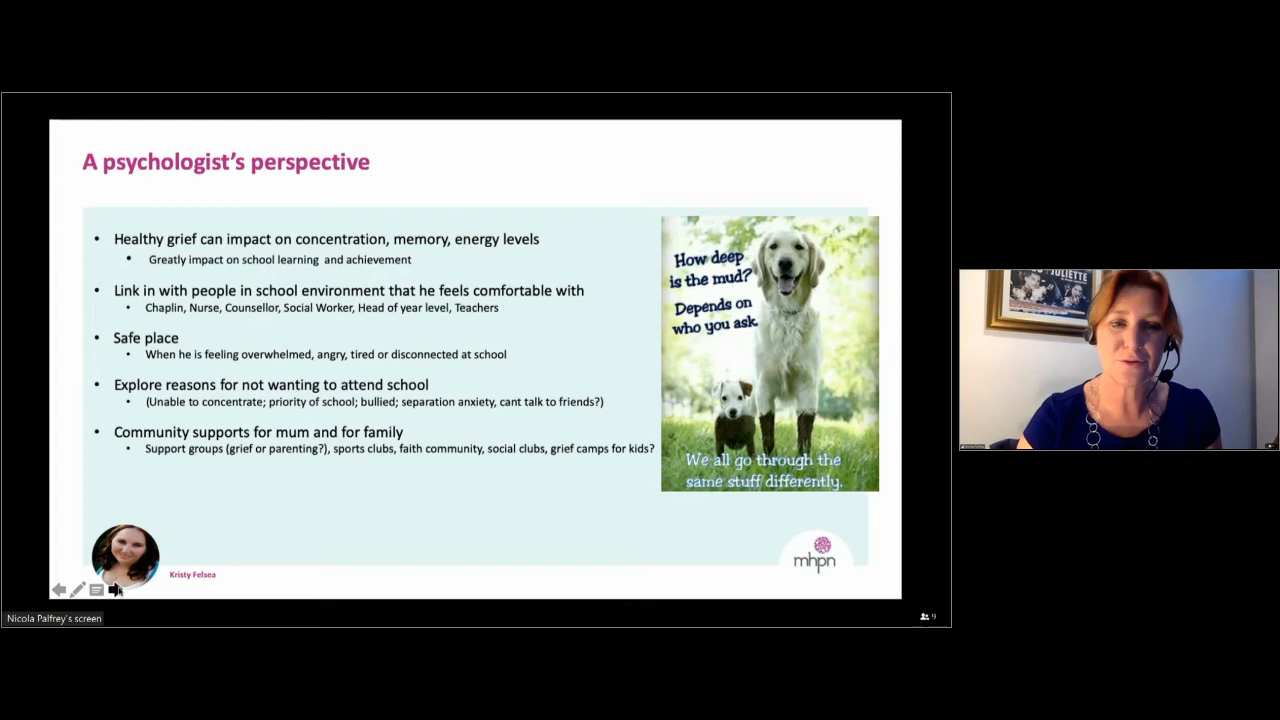 A psychologist's perspective
• Healthy grief can impact on concentration, memory, energy levels
• Greatly impact on school learning and achievement
• Link in with people in school environment that he feels comfortable with
• Chaplin, Nurse, Counsellor, Social Worker, Head of year level, Teachers
• Safe place
• When he is feeling overwhelmed, angry, tired or disconnected at school
• Explore reasons for not wanting to attend school
• (Unable to concentrate; priority of school; bullied; separation anxiety, cant talk to friends?)
• Community supports for mum and for family
• Support groups (grief or parenting?), sports clubs, faith community, social clubs, grief camps for kids?
How deep
is the mud?
Depends on
who you ask.
We all go through the
same stuff differently.
mhpn
Kristy Felsea
Nicola Palfrey's screen
9
JULIETTE